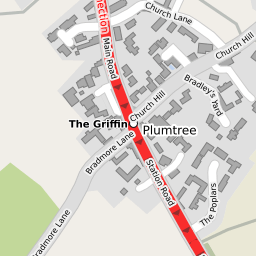 Church Lane
nection
Main Road
Church Hill
Bradley's Yard
The Griffin
Church Hill
Plumtree
Bradmore Lane
Station Road
The Poplars
Bradmore Lane